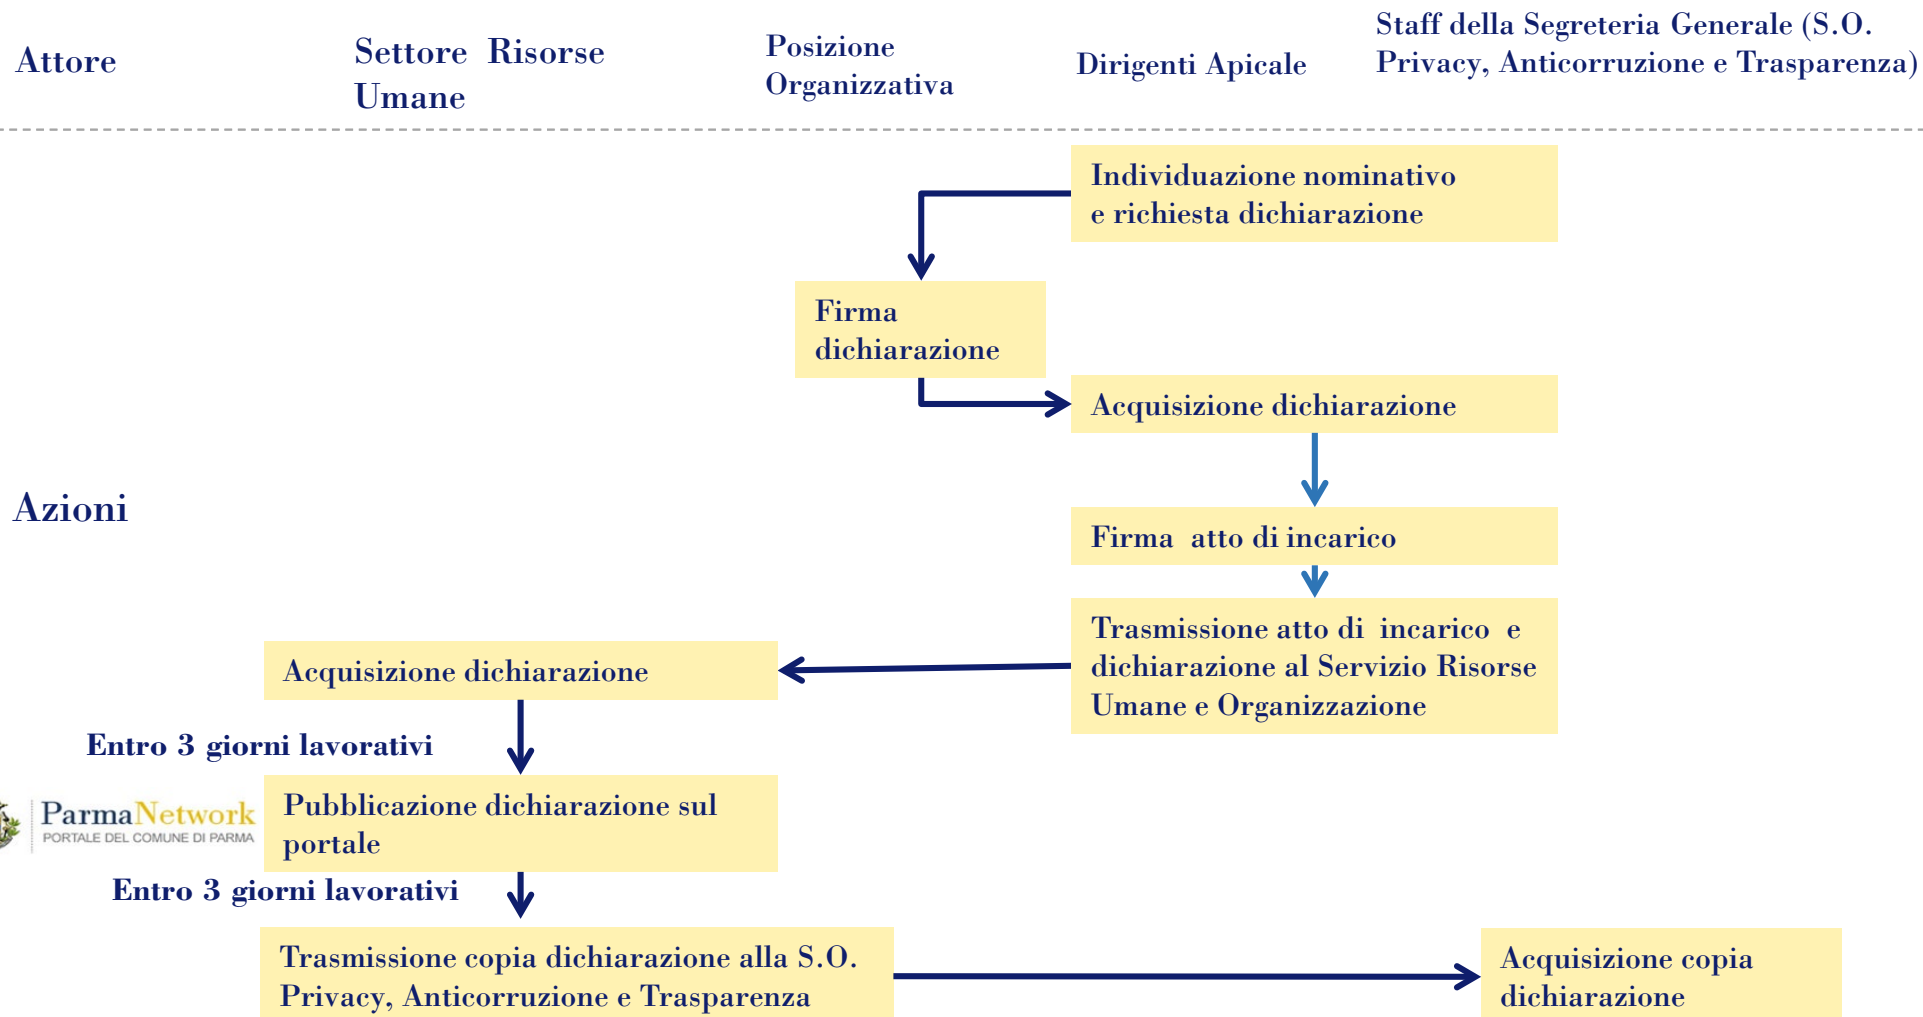 Attore
Settore Risorse
Umane
Posizione
Organizzativa
Dirigenti Apicale
Staff della Segreteria Generale (S.O.
Privacy, Anticorruzione e Trasparenza)
Individuazione nominativo
e richiesta dichiarazione
Firma
dichiarazione
Acquisizione dichiarazione
Azioni
Firma atto di incarico
Trasmissione atto di incarico e
dichiarazione al Servizio Risorse
Umane e Organizzazione
Acquisizione dichiarazione
Entro 3 giorni lavorativi
ParmaNetwork
PORTALE DEL COMUNE DI PARMA
Pubblicazione dichiarazione sul
portale
Entro 3 giorni lavorativi
Trasmissione copia dichiarazione alla S.O.
Privacy, Anticorruzione e Trasparenza
Acquisizione copia
dichiarazione